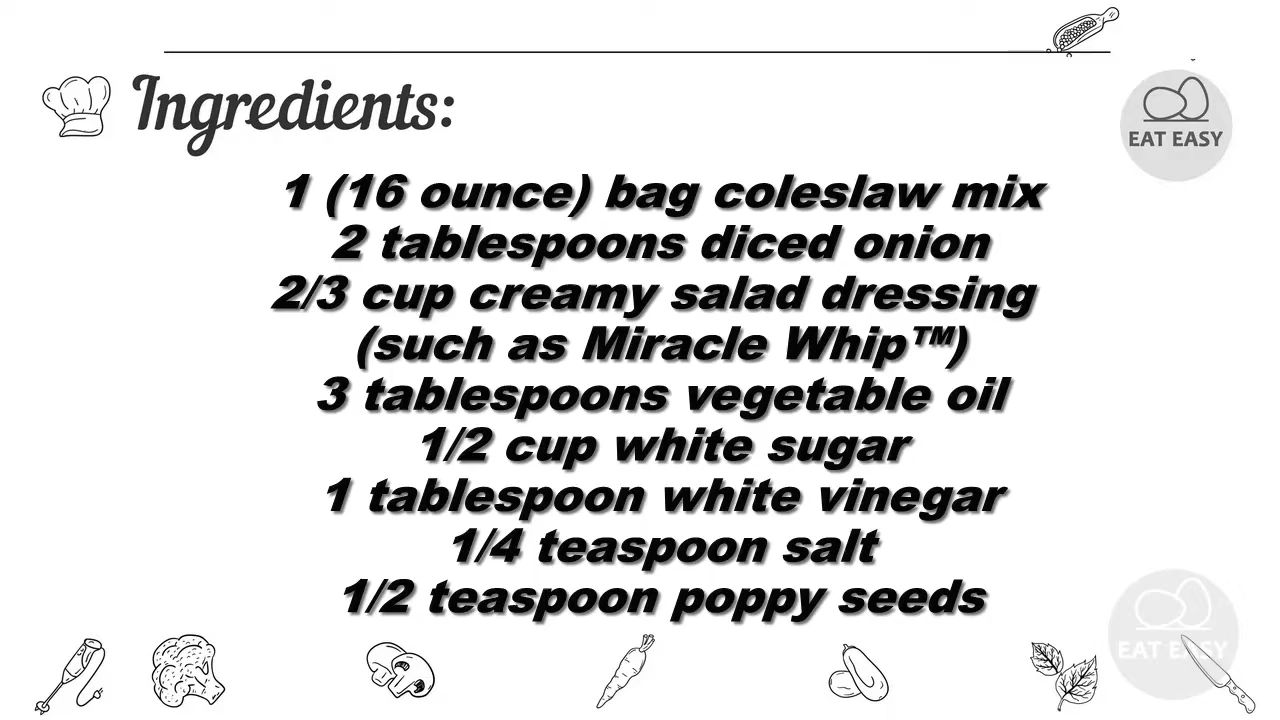 Ingredients:
EAT EASY
1 (16 ounce) bag coleslaw mix
2 tablespoons diced onion
2/3 cup creamy salad dressing
(such as Miracle Whip™)
3 tablespoons vegetable oil
1/2 cup white sugar
1 tablespoon white vinegar
1/4 teaspoon salt
1/2 teaspoon poppy seeds
EAT EASY